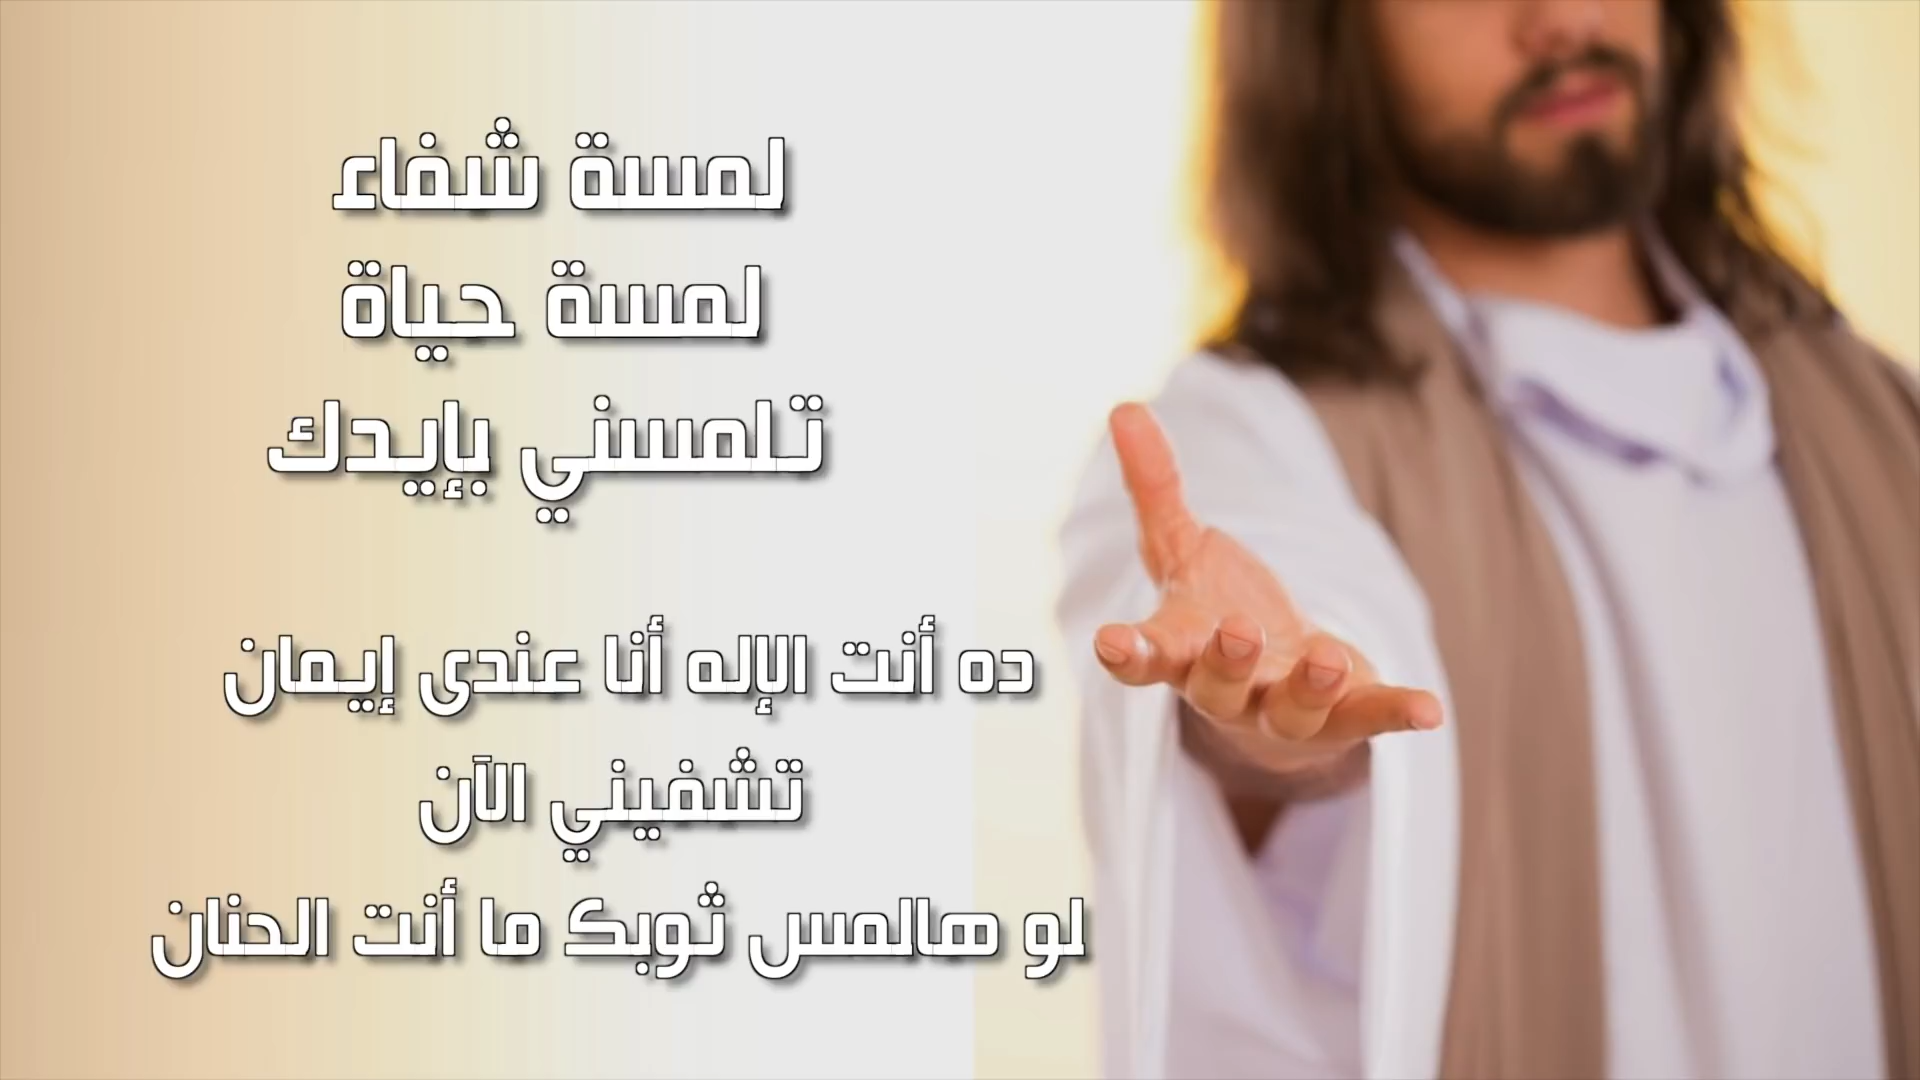 لمسة شفاء
لمسة حياة
تلمسني بإيدك
ده أنت الإله أنا عندى إيمان
تشفيني الآن
لو هالمس ثوبك ما أنت الحنان